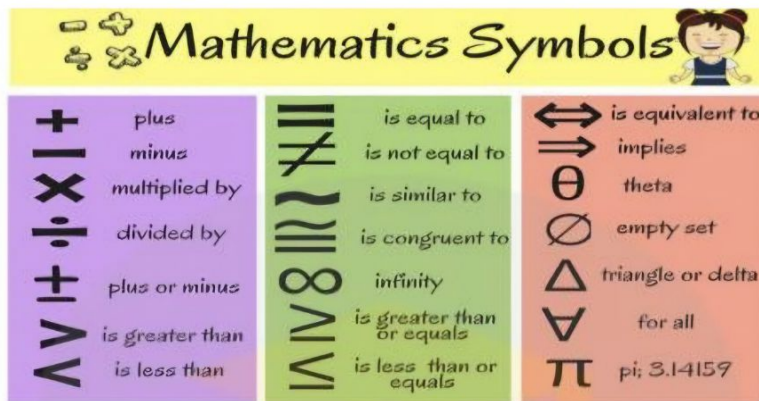 Mathematics Symbols
+ plus
− minus
× multiplied by
÷ divided by
± plus or minus
> is greater than
< is less than
= is equal to
≠ is not equal to
~ is similar to
≅ is congruent to
∞ infinity
≥ is greater than
or equals
≤ is less than or
equals
⇔ is equivalent to
⇒ implies
θ theta
∅ empty set
Δ triangle or delta
∀ for all
π pi; 3.14159